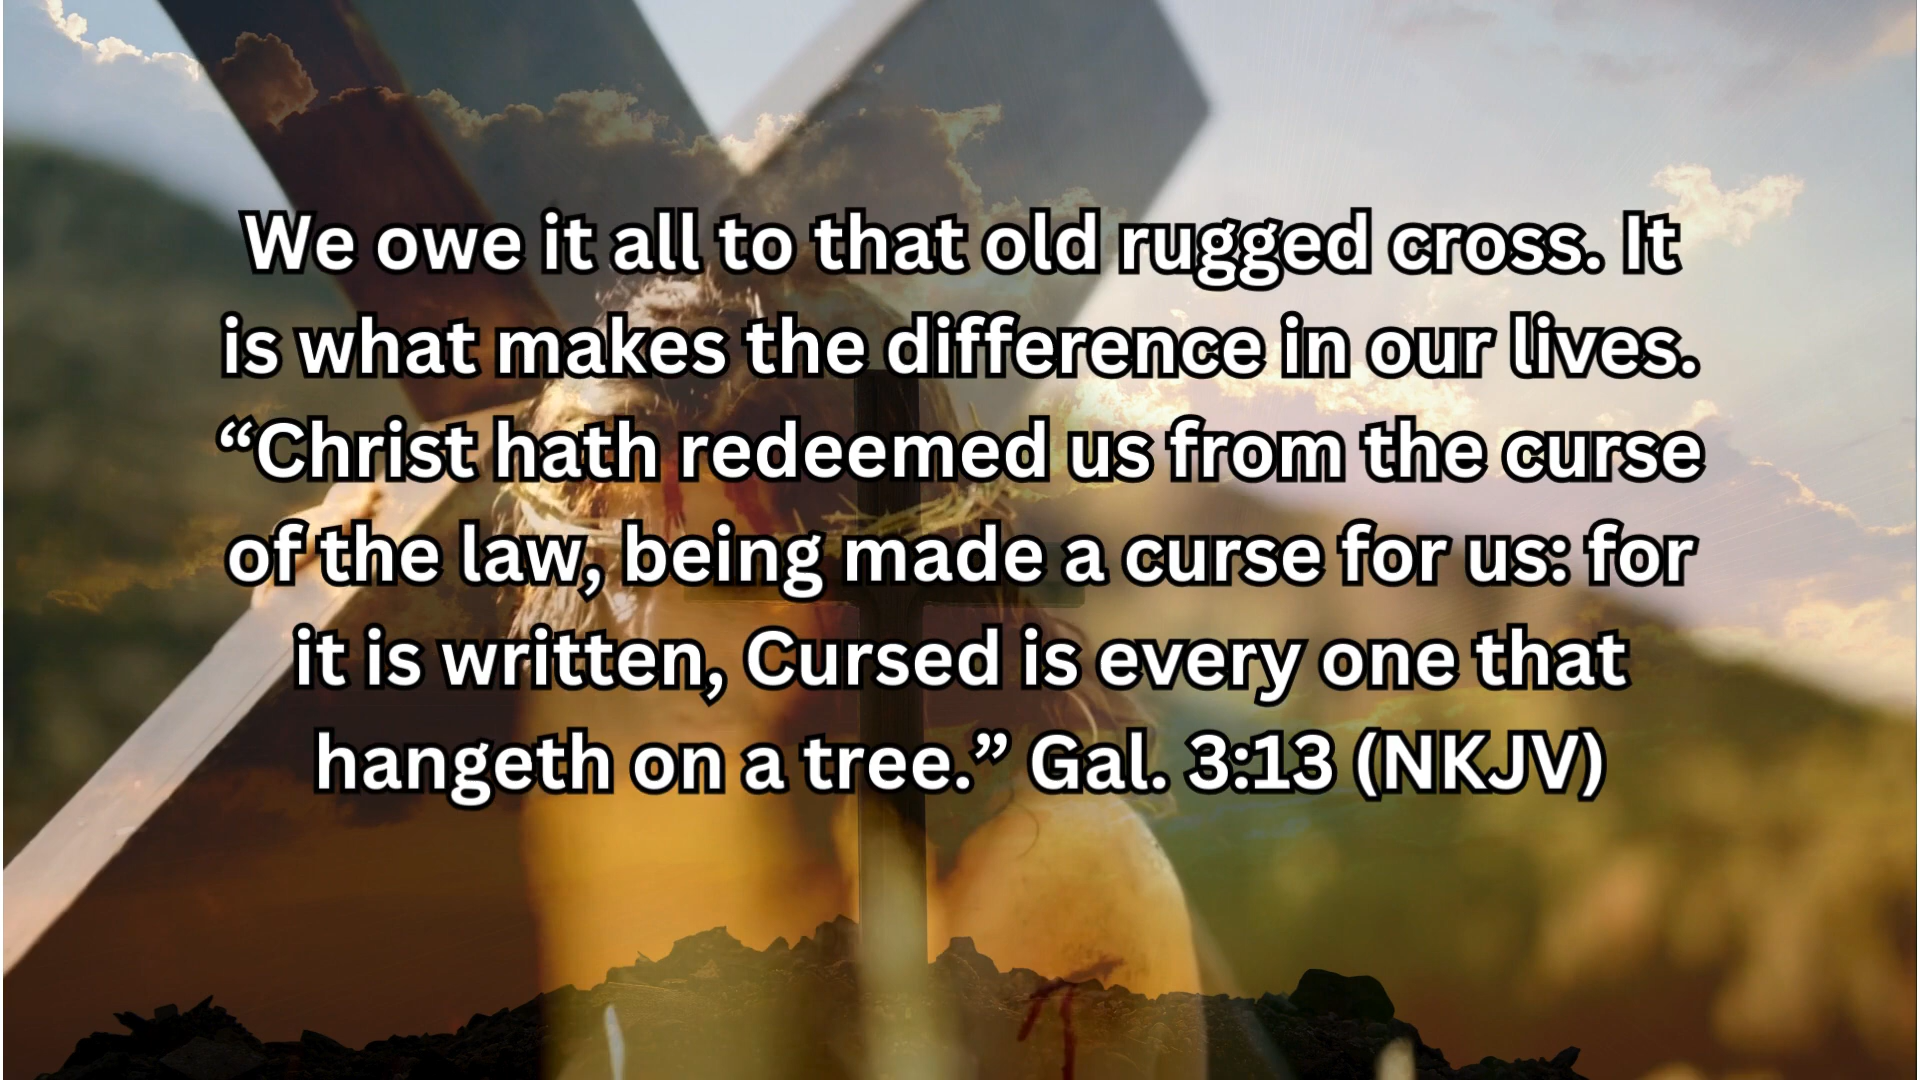 We owe it all to that old rugged cross. It
is what makes the difference in our lives.
“Christ hath redeemed us from the curse
of the law, being made a curse for us: for
it is written, Cursed is every one that
hangeth on a tree.” Gal. 3:13 (NKJV)